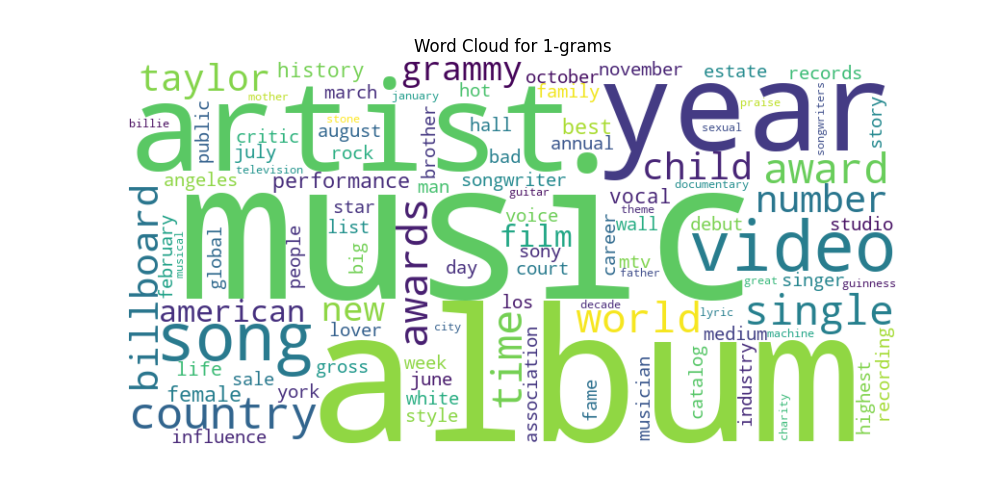 Word Cloud for 1-grams
taylor
history
grammy
october
november
estate
records
mother
march
january
hot
family
year
praise
artist
billie
public
critic
stone
august
brother
hall
best
sexual
songwriters
story
july
rock
bad
annual
television
child
award
angeles
performance
man
songwriter
documentary
billboard
music
guitar
vocal
number
february
musical
global
people
star
list
big
awards
voice
film
theme
career
wall
debut
video
studio
day
sony
court
mtv
father
great
singer
guinness
american
new
los
decade
world
lyric
single
song
lover
city
time
medium
machine
life
gross
week
album
female
sale
york
june
white
style
association
fame
musician
catalog
industry
charity
highest
recording
country
influence